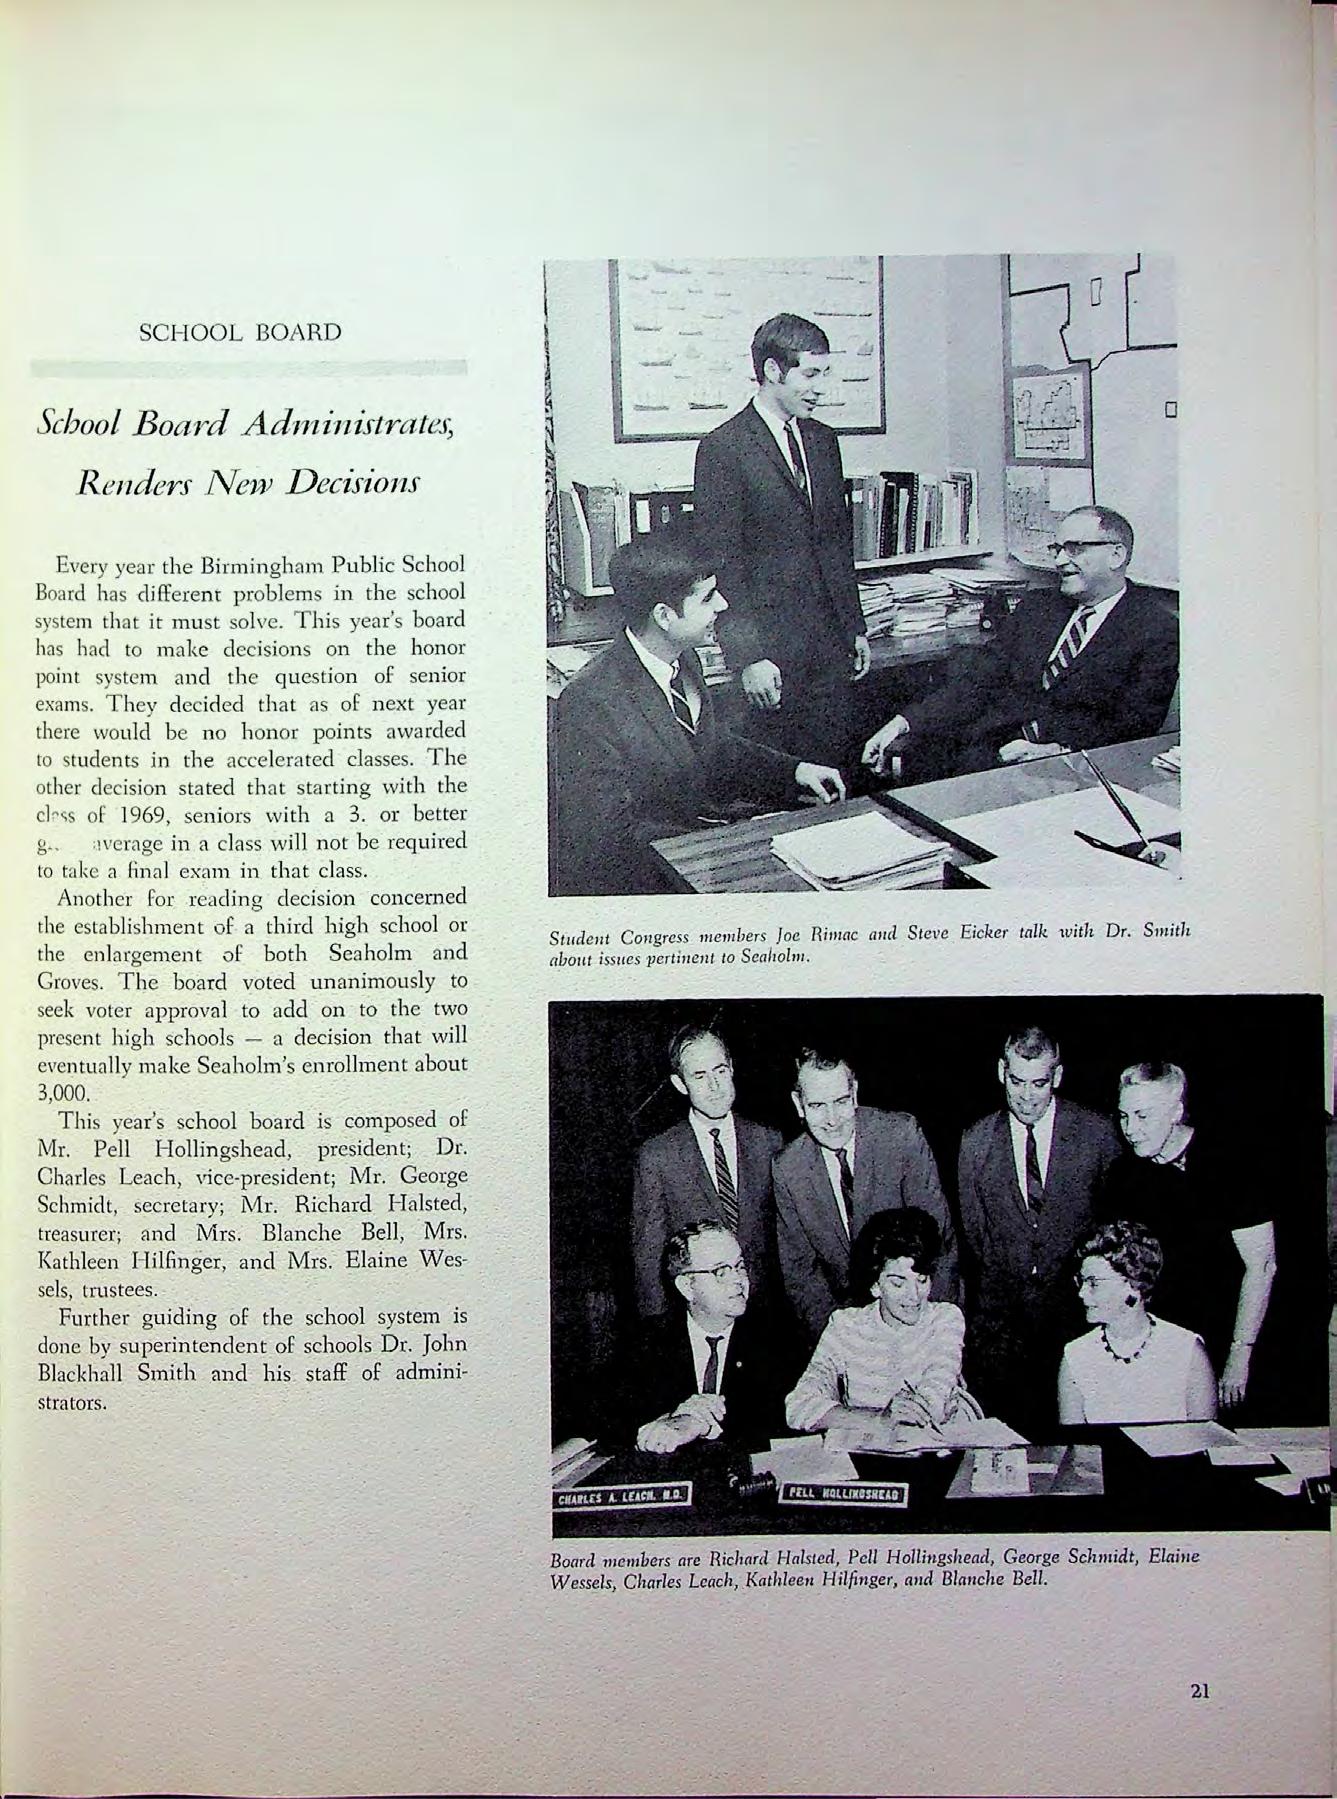 SCHOOL BOARD
School Board Administrates,
Renders New Decisions
Every year the Birmingham Public School
Board has different problems in the school
system that it must solve. This year's board
has had to make decisions on the honor
point system and the question of senior
exams. They decided that as of next year
there would be no honor points awarded
to students in the accelerated classes. The
other decision stated that starting with the
class of 1969, seniors with a 3. or better
average in a class will not be required
to take a final exam in that class.
Another for reading decision concerned
the establishment of a third high school or
the enlargement of both Seaholm and
Groves. The board voted unanimously to
seek voter approval to add on to the two
present high schools — a decision that will
eventually make Seaholm's enrollment about
3,000.
This year's school board is composed of
Mr. Pell Hollingshead, president; Dr.
Charles Leach, vice-president; Mr. George
Schmidt, secretary; Mr. Richard Halsted,
treasurer; and Mrs. Blanche Bell, Mrs.
Kathleen Hilfinger, and Mrs. Elaine Wes-
sels, trustees.
Further guiding of the school system is
done by superintendent of schools Dr. John
Blackhall Smith and his staff of admini-
strators.
Student Congress members Joe Rimac and Steve Eicker talk with Dr. Smith
about issues pertinent to Seaholm.
CHARLES A. LEACH, M.D.
PELL HOLLINGSHEAD
Board members are Richard Halsted, Pell Hollingshead, George Schmidt, Elaine
Wessels, Charles Leach, Kathleen Hilfinger, and Blanche Bell.
21